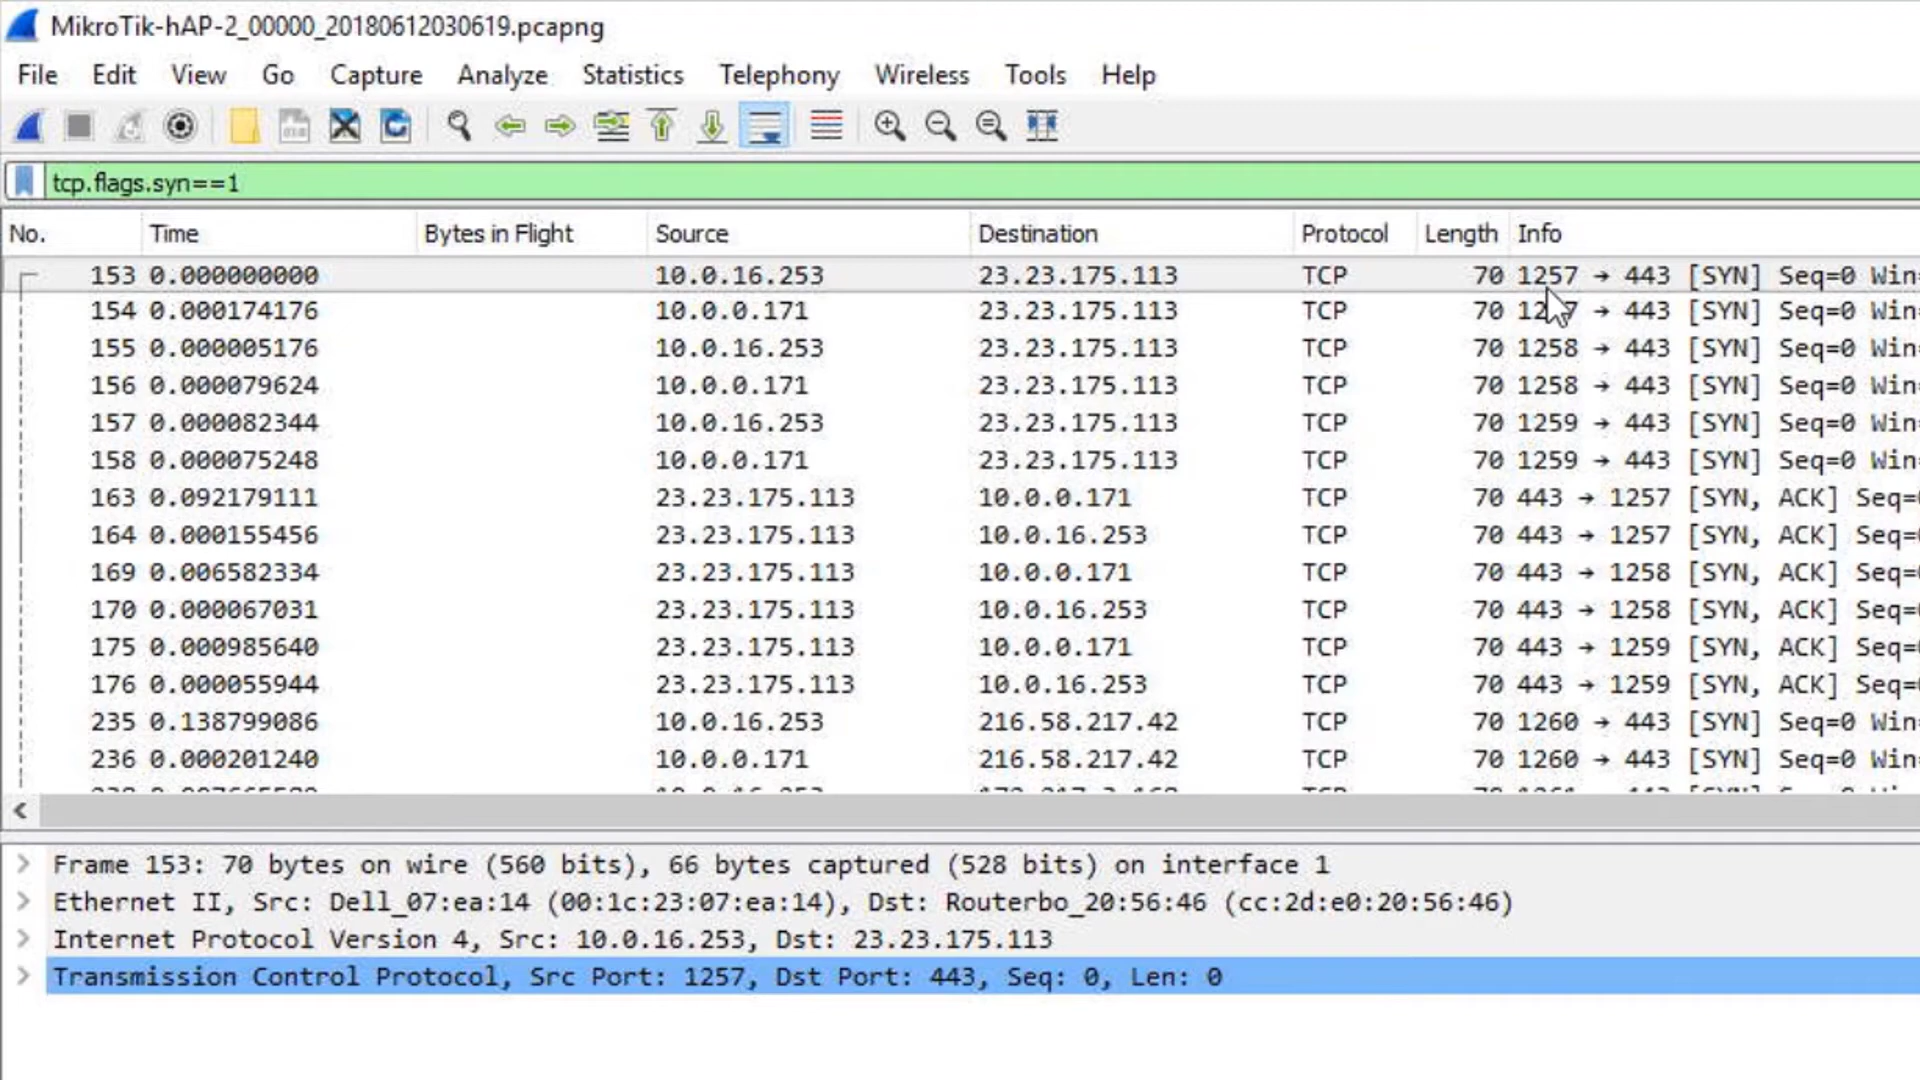 MikroTik-hAP-2_00000_20180612030619.pcapng
File Edit View Go Capture Analyze Statistics Telephony Wireless Tools Help
tcp.flags.syn==1
No. Time Bytes in Flight Source Destination Protocol Length Info
153 0.000000000 10.0.16.253 23.23.175.113 TCP 70 1257 → 443 [SYN] Seq=0 Win=
154 0.000174176 10.0.0.171 23.23.175.113 TCP 70 1257 → 443 [SYN] Seq=0 Win=
155 0.000005176 10.0.16.253 23.23.175.113 TCP 70 1258 → 443 [SYN] Seq=0 Win=
156 0.000079624 10.0.0.171 23.23.175.113 TCP 70 1258 → 443 [SYN] Seq=0 Win=
157 0.000082344 10.0.16.253 23.23.175.113 TCP 70 1259 → 443 [SYN] Seq=0 Win=
158 0.000075248 10.0.0.171 23.23.175.113 TCP 70 1259 → 443 [SYN] Seq=0 Win=
163 0.092179111 23.23.175.113 10.0.0.171 TCP 70 443 → 1257 [SYN, ACK] Seq=
164 0.000155456 23.23.175.113 10.0.16.253 TCP 70 443 → 1257 [SYN, ACK] Seq=
169 0.006582334 23.23.175.113 10.0.0.171 TCP 70 443 → 1258 [SYN, ACK] Seq=
170 0.000067031 23.23.175.113 10.0.16.253 TCP 70 443 → 1258 [SYN, ACK] Seq=
175 0.000985640 23.23.175.113 10.0.0.171 TCP 70 443 → 1259 [SYN, ACK] Seq=
176 0.000055944 23.23.175.113 10.0.16.253 TCP 70 443 → 1259 [SYN, ACK] Seq=
235 0.138799086 10.0.16.253 216.58.217.42 TCP 70 1260 → 443 [SYN] Seq=0 Win=
236 0.000201240 10.0.0.171 216.58.217.42 TCP 70 1260 → 443 [SYN] Seq=0 Win=
Frame 153: 70 bytes on wire (560 bits), 66 bytes captured (528 bits) on interface 1
Ethernet II, Src: Dell_07:ea:14 (00:1c:23:07:ea:14), Dst: Routerbo_20:56:46 (cc:2d:e0:20:56:46)
Internet Protocol Version 4, Src: 10.0.16.253, Dst: 23.23.175.113
Transmission Control Protocol, Src Port: 1257, Dst Port: 443, Seq: 0, Len: 0